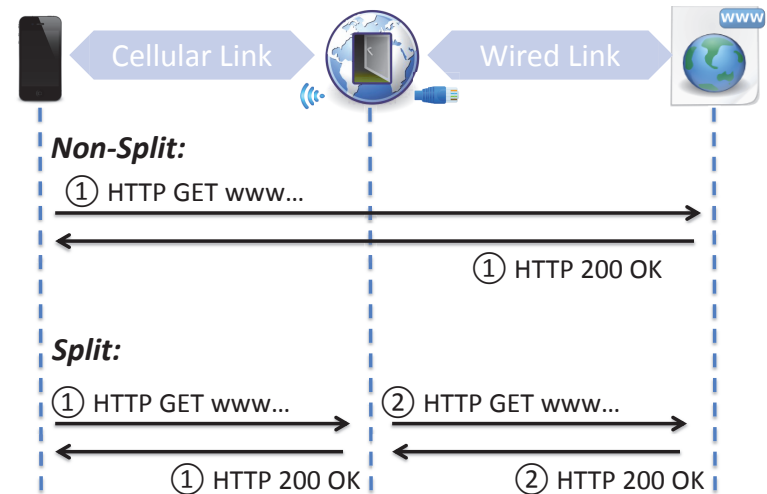 www
Cellular Link
Wired Link
Non-Split:
① HTTP GET www...
① HTTP 200 OK
Split:
① HTTP GET www...
② HTTP GET www...
① HTTP 200 OK
② HTTP 200 OK